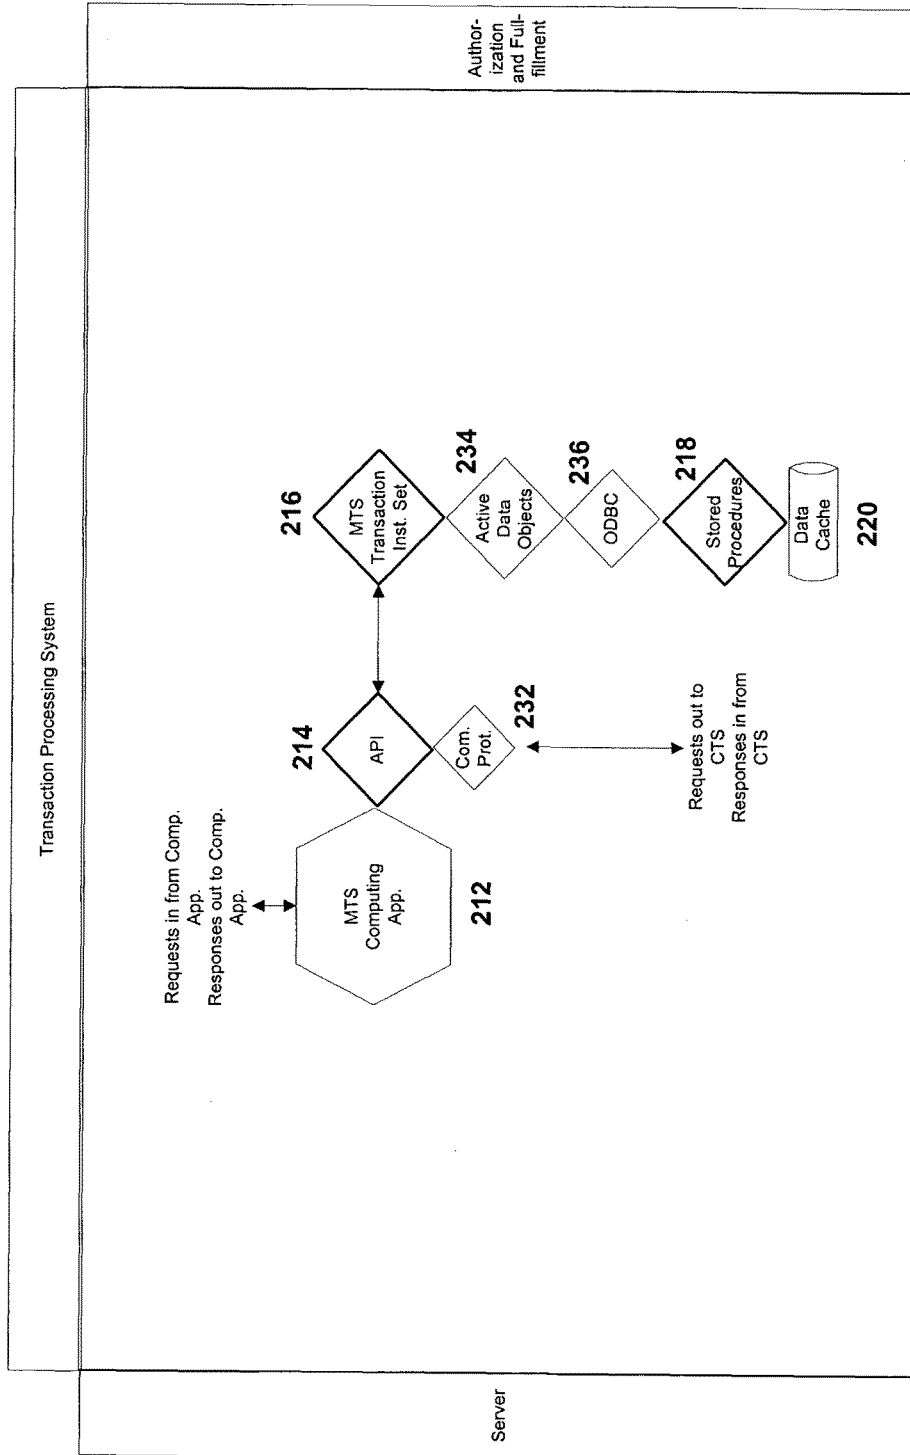 Transaction Processing System
Server
Author-
ization
and Full-
fillment
Requests in from Comp.
App.
Responses out to Comp.
App.
MTS
Computing
App.
212
214
API
Com.
Prot.
232
Requests out to
CTS
Responses in from
CTS
216
MTS
Transaction
Inst. Set
234
Active
Data
Objects
236
ODBC
218
Stored
Procedures
Data
Cache
220